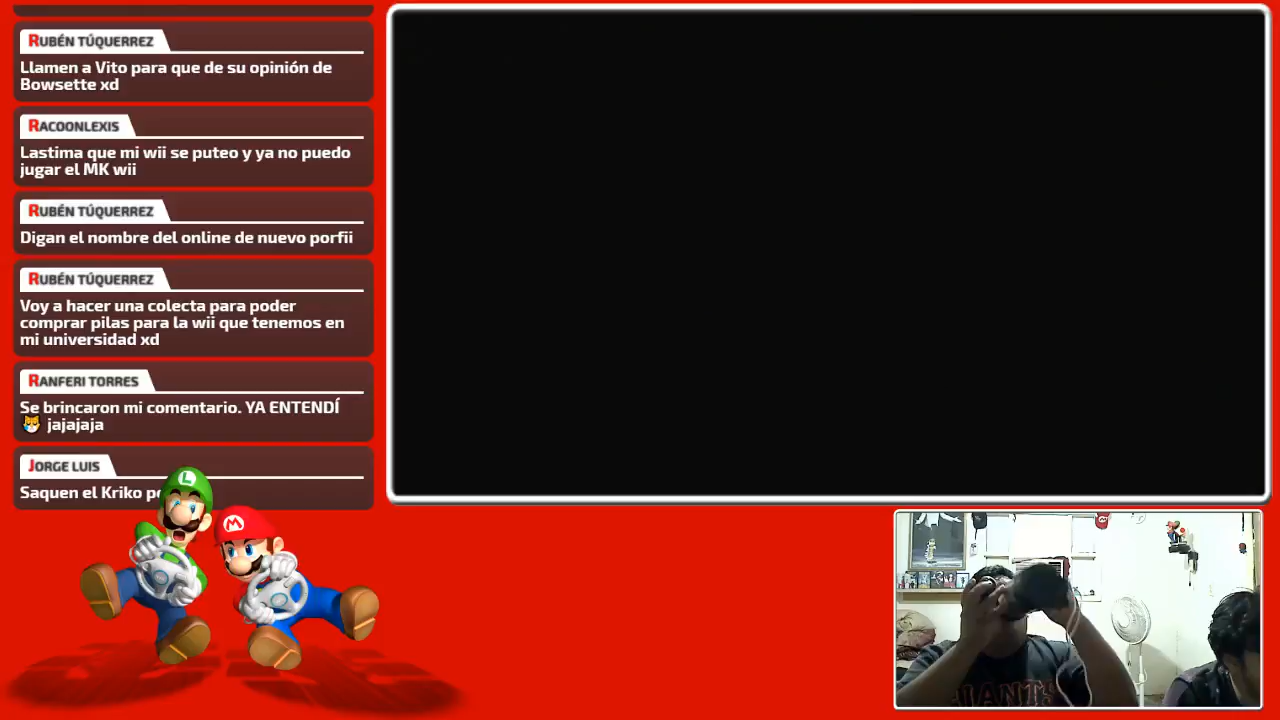 RUBÉN TÚQUERREZ
Llamen a Vito para que de su opinión de
Bowsette xd
RACOONLEXIS
Lastima que mi wii se puteo y ya no puedo
jugar el MK wii
RUBÉN TÚQUERREZ
Digan el nombre del online de nuevo porfii
RUBÉN TÚQUERREZ
Voy a hacer una colecta para poder
comprar pilas para la wii que tenemos en
mi universidad xd
RANFERI TORRES
Se brincaron mi comentario. YA ENTENDÍ
😹 jajajaja
JORGE LUIS
Saquen el Kriko
L
M
GIANTS